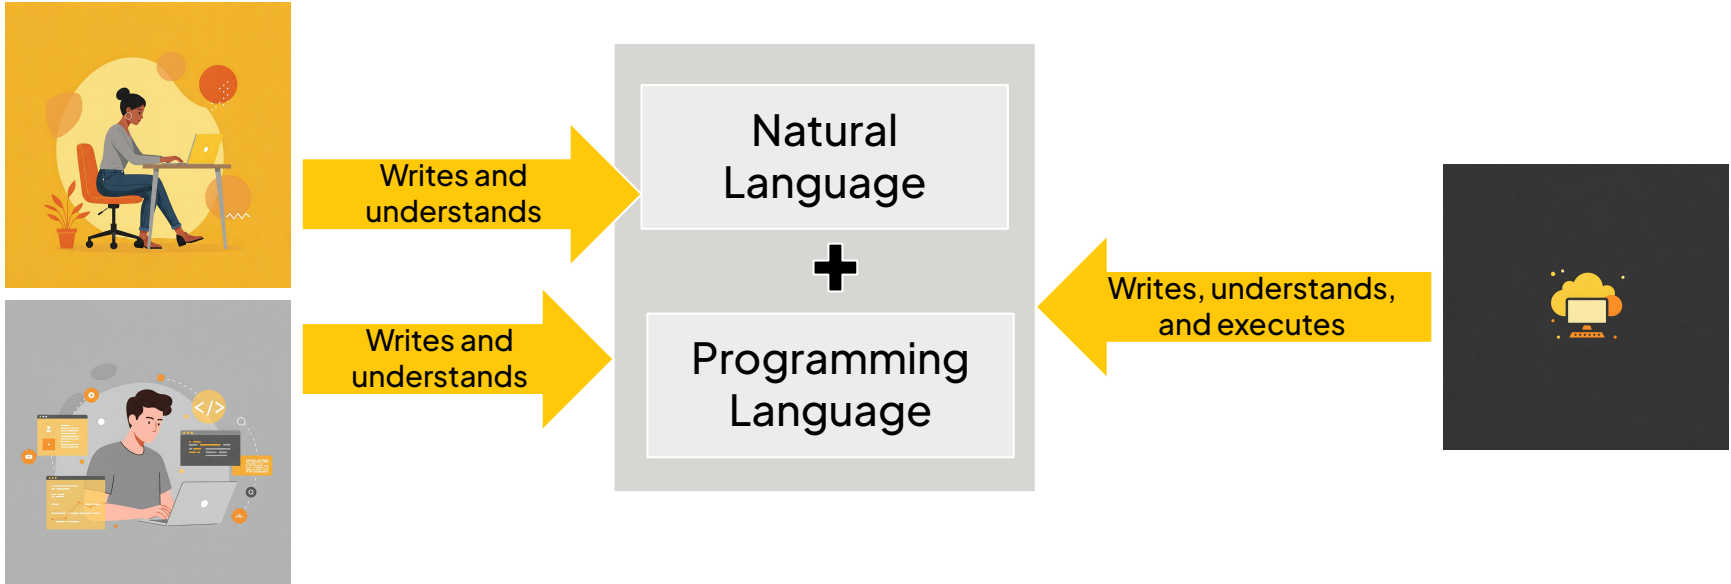 Writes and
understands
Natural
Language
Writes and
understands
Programming
Language
Writes, understands,
and executes
</>